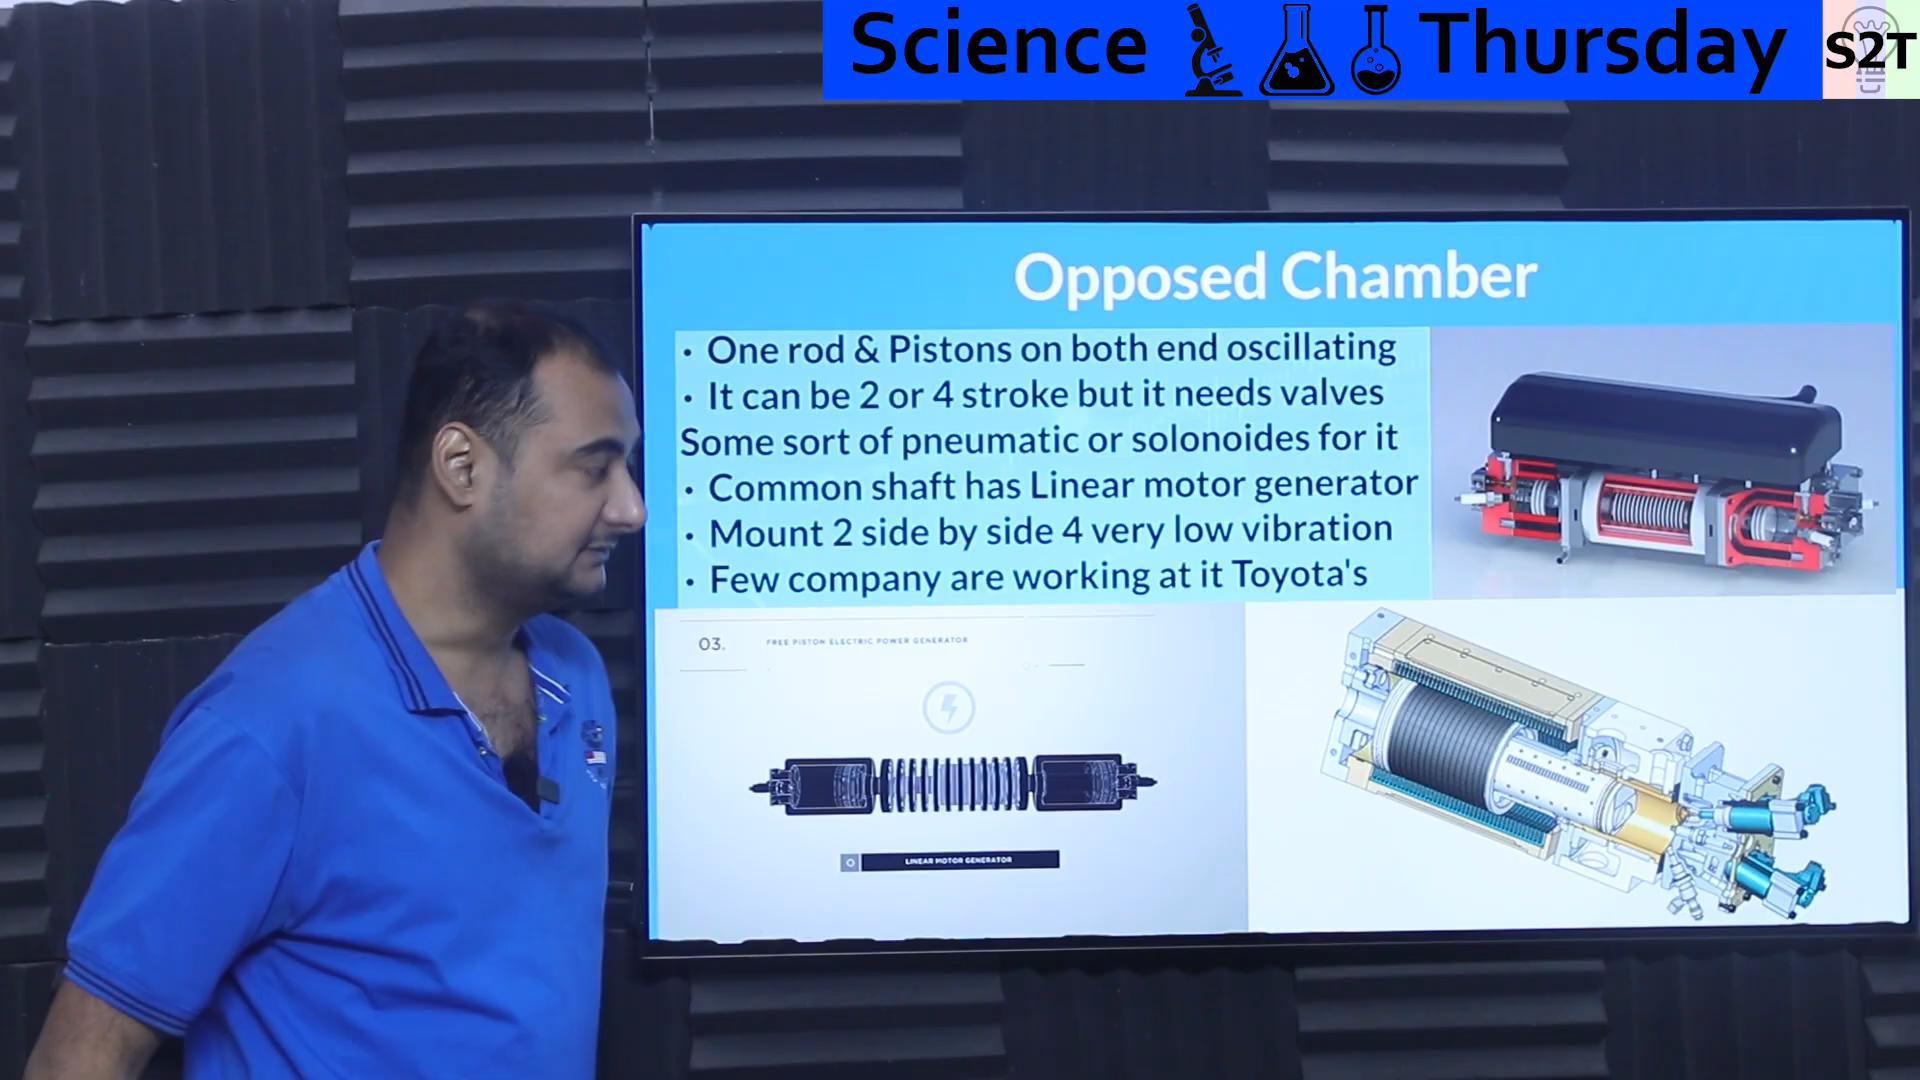 Science Thursday
S2T
Opposed Chamber
• One rod & Pistons on both end oscillating
• It can be 2 or 4 stroke but it needs valves
Some sort of pneumatic or solonoides for it
• Common shaft has Linear motor generator
• Mount 2 side by side 4 very low vibration
• Few company are working at it Toyota's
03. FREE PISTON ELECTRIC POWER GENERATOR
LINEAR MOTOR GENERATOR